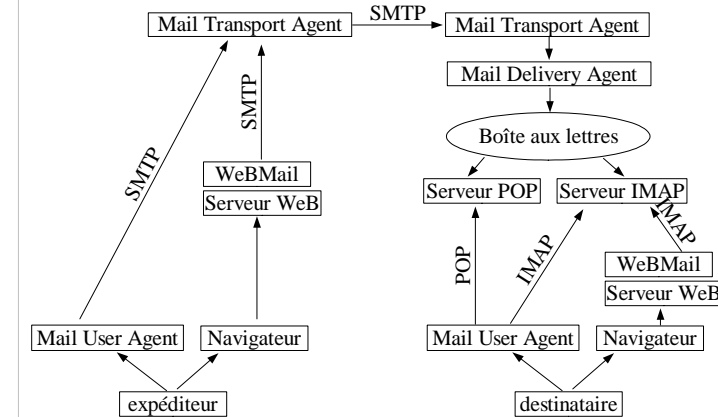 SMTP
Mail Transport Agent
Mail Transport Agent
Mail Delivery Agent
SMTP
SMTP
Boîte aux lettres
WeBMail
Serveur WeB
Serveur POP
Serveur IMAP
POP
IMAP
IMAP
WeBMail
Serveur WeB
Mail User Agent
Navigateur
Mail User Agent
Navigateur
expéditeur
destinataire